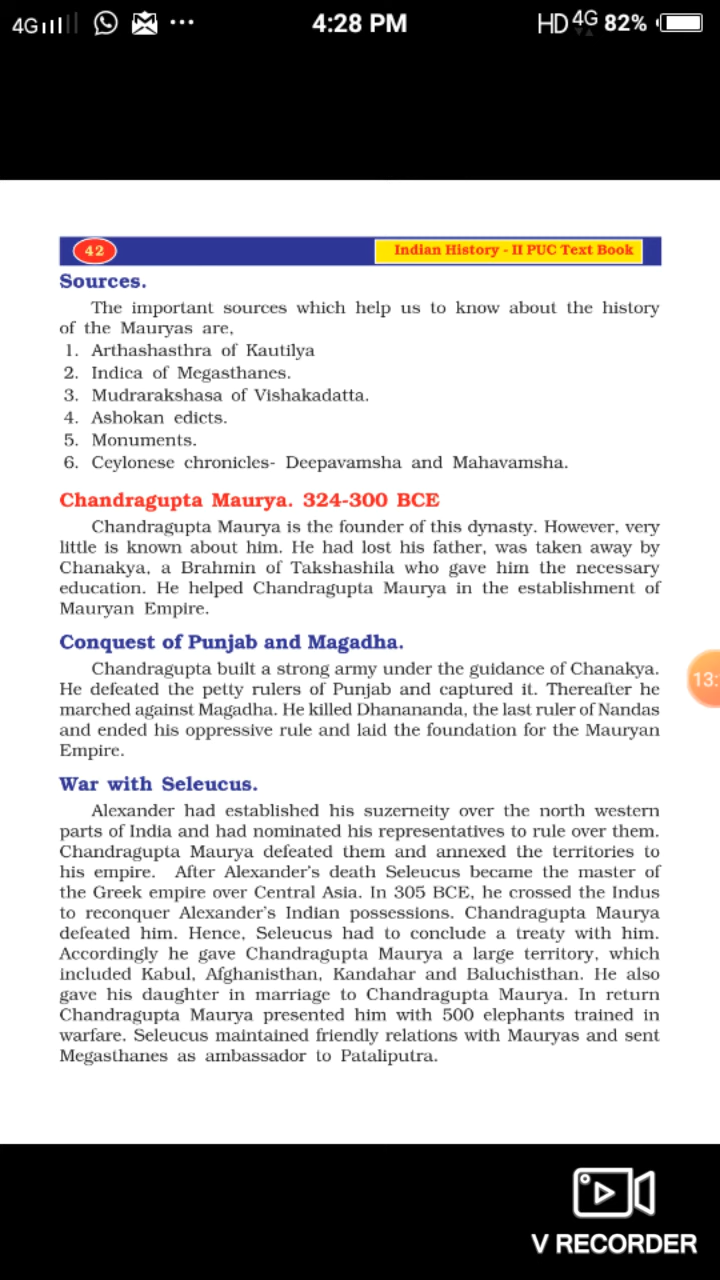 4G
4:28 PM
HD 4G 82%
42
Indian History - II PUC Text Book
Sources.
The important sources which help us to know about the history
of the Mauryas are,
1. Arthashasthra of Kautilya
2. Indica of Megasthanes.
3. Mudrarakshasa of Vishakadatta.
4. Ashokan edicts.
5. Monuments.
6. Ceylonese chronicles- Deepavamsha and Mahavamsha.
Chandragupta Maurya. 324-300 BCE
Chandragupta Maurya is the founder of this dynasty. However, very
little is known about him. He had lost his father, was taken away by
Chanakya, a Brahmin of Takshashila who gave him the necessary
education. He helped Chandragupta Maurya in the establishment of
Mauryan Empire.
Conquest of Punjab and Magadha.
Chandragupta built a strong army under the guidance of Chanakya.
He defeated the petty rulers of Punjab and captured it. Thereafter he
marched against Magadha. He killed Dhanananda, the last ruler of Nandas
and ended his oppressive rule and laid the foundation for the Mauryan
Empire.
13:
War with Seleucus.
Alexander had established his suzerneity over the north western
parts of India and had nominated his representatives to rule over them.
Chandragupta Maurya defeated them and annexed the territories to
his empire. After Alexander's death Seleucus became the master of
the Greek empire over Central Asia. In 305 BCE, he crossed the Indus
to reconquer Alexander's Indian possessions. Chandragupta Maurya
defeated him. Hence, Seleucus had to conclude a treaty with him.
Accordingly he gave Chandragupta Maurya a large territory, which
included Kabul, Afghanisthan, Kandahar and Baluchisthan. He also
gave his daughter in marriage to Chandragupta Maurya. In return
Chandragupta Maurya presented him with 500 elephants trained in
warfare. Seleucus maintained friendly relations with Mauryas and sent
Megasthanes as ambassador to Pataliputra.
V RECORDER